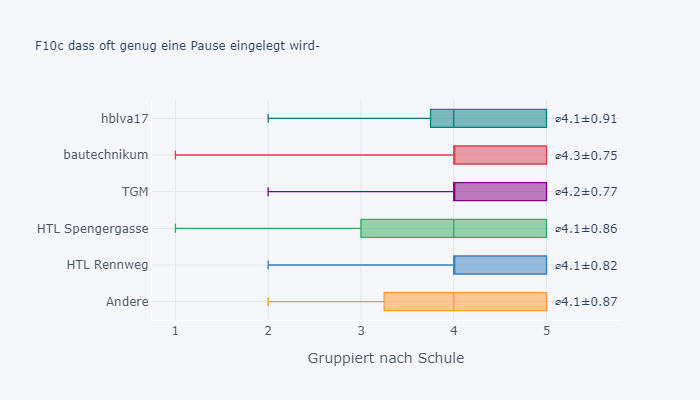 F10c dass oft genug eine Pause eingelegt wird-
hblva17 ⌀4.1±0.91
bautechnikum ⌀4.3±0.75
TGM ⌀4.2±0.77
HTL Spengergasse ⌀4.1±0.86
HTL Rennweg ⌀4.1±0.82
Andere ⌀4.1±0.87
1 2 3 4 5
Gruppiert nach Schule